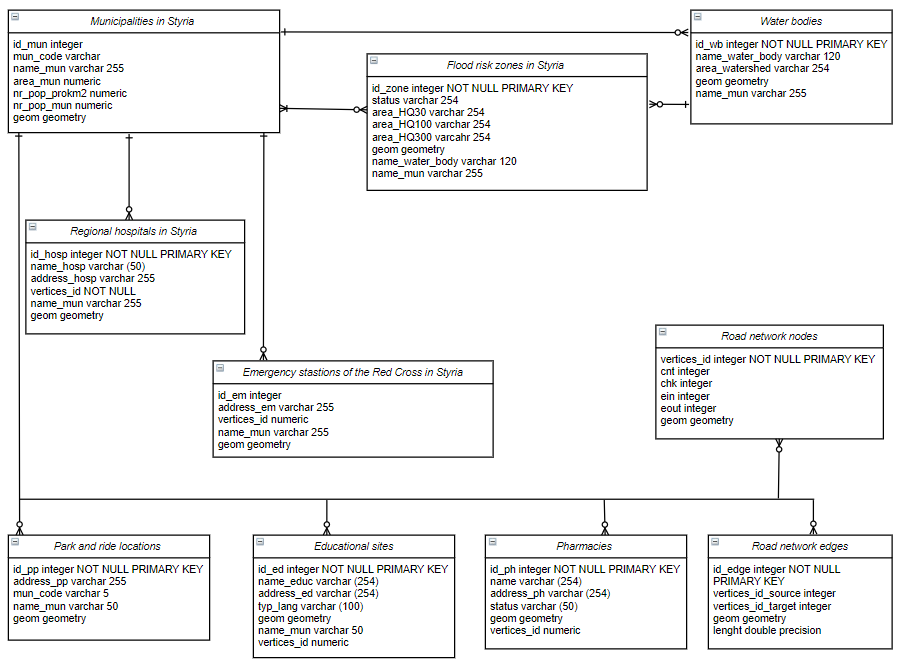 Municipalities in Styria
id_mun integer
mun_code varchar
name_mun varchar 255
area_mun numeric
nr_pop_prokm2 numeric
nr_pop_mun numeric
geom geometry
Water bodies
id_wb integer NOT NULL PRIMARY KEY
name_water_body varchar 120
area_watershed varchar 254
geom geometry
name_mun varchar 255
Flood risk zones in Styria
id_zone integer NOT NULL PRIMARY KEY
status varchar 254
area_HQ30 varchar 254
area_HQ100 varchar 254
area_HQ300 varcahr 254
geom geometry
name_water_body varchar 120
name_mun varchar 255
Regional hospitals in Styria
id_hosp integer NOT NULL PRIMARY KEY
name_hosp varchar (50)
address_hosp varchar 255
vertices_id NOT NULL
name_mun varchar 255
geom geometry
Emergency stastions of the Red Cross in Styria
id_em integer
address_em varchar 255
vertices_id numeric
name_mun varchar 255
geom geometry
Road network nodes
vertices_id integer NOT NULL PRIMARY KEY
cnt integer
chk integer
ein integer
eout integer
geom geometry
Park and ride locations
id_pp integer NOT NULL PRIMARY KEY
address_pp varchar 255
mun_code varchar 5
name_mun varchar 50
geom geometry
Educational sites
id_ed integer NOT NULL PRIMARY KEY
name_educ varchar (254)
address_ed varchar (254)
typ_lang varchar (100)
geom geometry
name_mun varchar 50
vertices_id numeric
Pharmacies
id_ph integer NOT NULL PRIMARY KEY
name varchar (254)
address_ph varchar (254)
status varchar (50)
geom geometry
vertices_id numeric
Road network edges
id_edge integer NOT NULL
PRIMARY KEY
vertices_id_source integer
vertices_id_target integer
geom geometry
lenght double precision